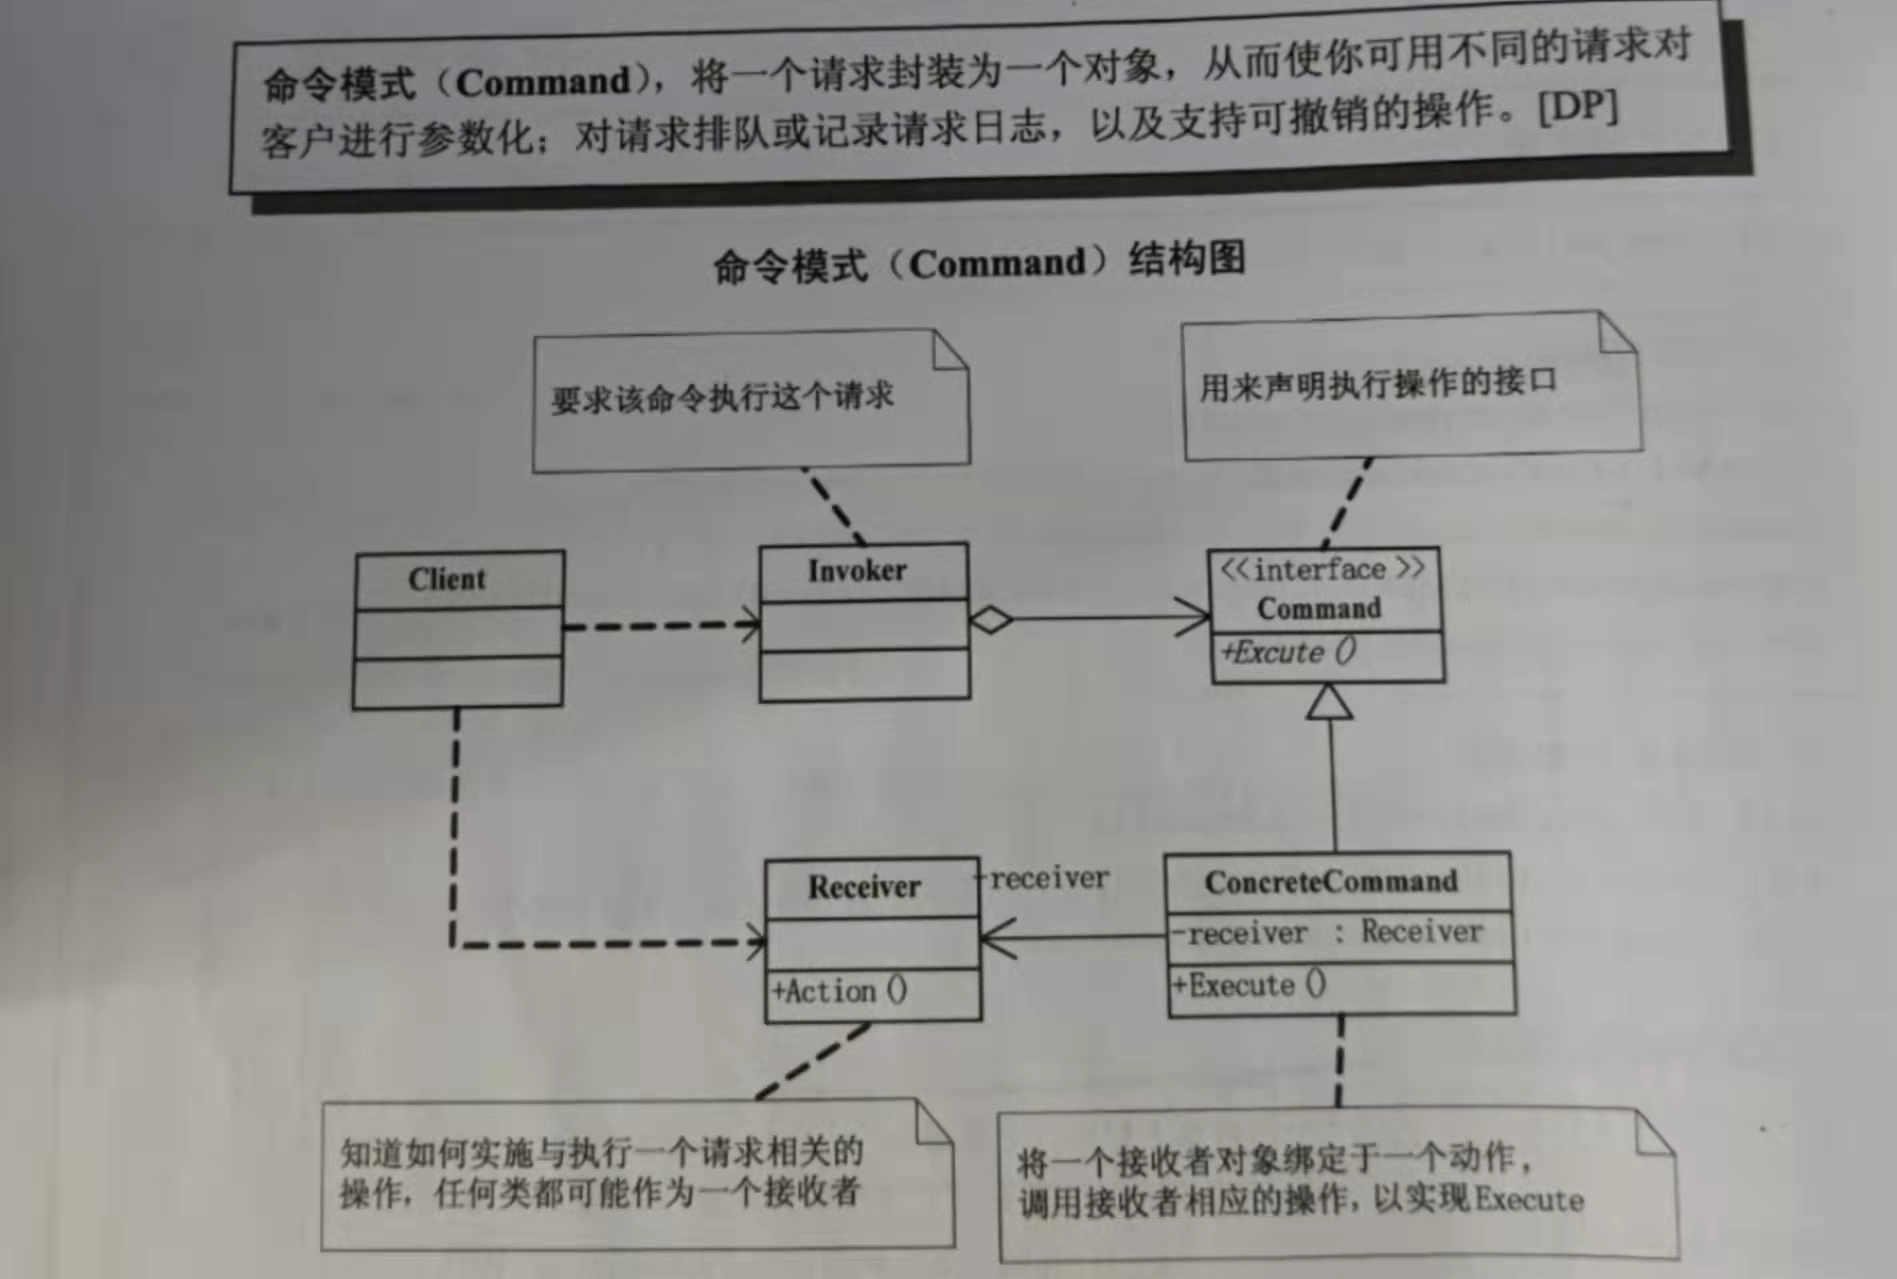 命令模式（Command），将一个请求封装为一个对象，从而使你可用不同的请求对
客户进行参数化；对请求排队或记录请求日志，以及支持可撤销的操作。[DP]
命令模式（Command）结构图
要求该命令执行这个请求
用来声明执行操作的接口
Client
Invoker
<<interface>>
Command
+Excute()
Receiver
+Action()
-receiver
ConcreteCommand
-receiver : Receiver
+Execute()
知道如何实施与执行一个请求相关的
操作，任何类都可能作为一个接收者
将一个接收者对象绑定于一个动作，
调用接收者相应的操作，以实现Execute